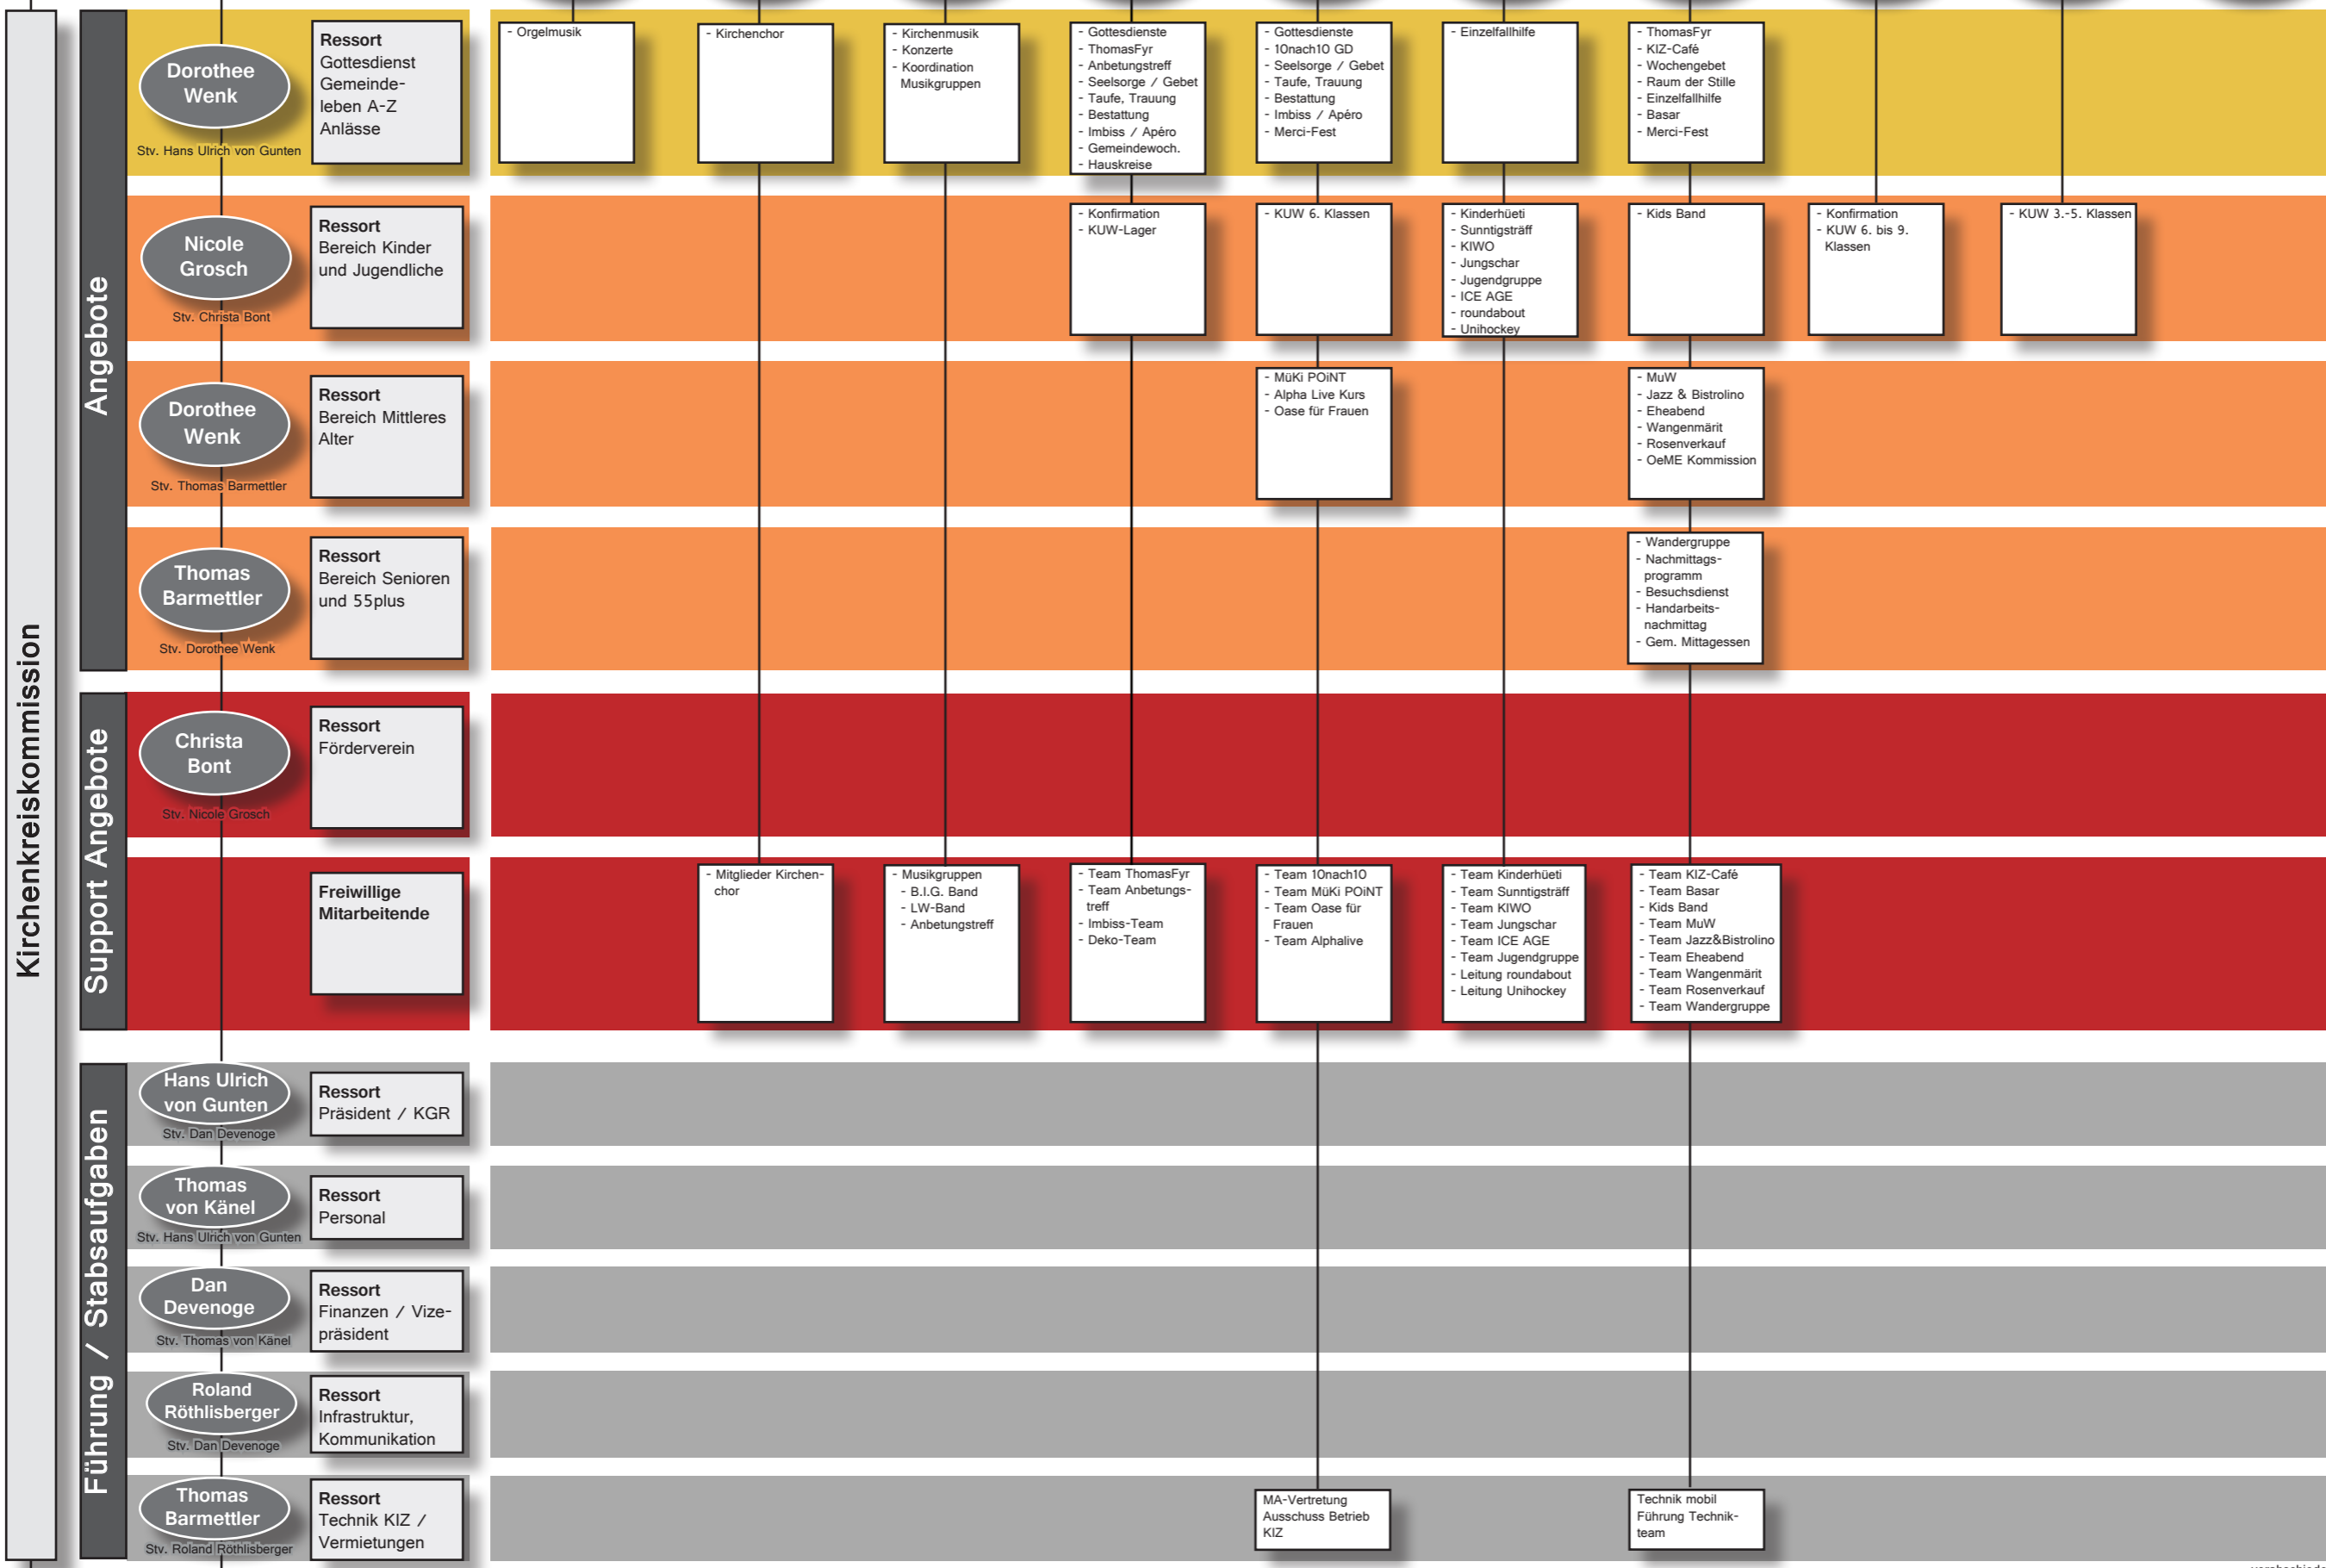 Kirchenkreiskommission
Angebote
Dorothee
Wenk
Stv. Hans Ulrich von Gunten
Ressort
Gottesdienst
Gemeinde-
leben A-Z
Anlässe
- Orgelmusik
- Kirchenchor
- Kirchenmusik
- Konzerte
- Koordination
Musikgruppen
- Gottesdienste
- ThomasFyr
- Anbetungstreff
- Seelsorge / Gebet
- Taufe, Trauung
- Bestattung
- Imbiss / Apéro
- Gemeindewoch.
- Hauskreise
- Gottesdienste
- 10nach10 GD
- Seelsorge / Gebet
- Taufe, Trauung
- Bestattung
- Imbiss / Apéro
- Merci-Fest
- Einzelfallhilfe
- ThomasFyr
- KIZ-Café
- Wochengebet
- Raum der Stille
- Einzelfallhilfe
- Basar
- Merci-Fest
Nicole
Grosch
Stv. Christa Bont
Ressort
Bereich Kinder
und Jugendliche
- Konfirmation
- KUW-Lager
- KUW 6. Klassen
- Kinderhüeti
- Sunntigsträff
- KIWO
- Jungschar
- Jugendgruppe
- ICE AGE
- roundabout
- Unihockey
- Kids Band
- Konfirmation
- KUW 6. bis 9.
Klassen
- KUW 3.-5. Klassen
Dorothee
Wenk
Stv. Thomas Barmettler
Ressort
Bereich Mittleres
Alter
- MüKi POiNT
- Alpha Live Kurs
- Oase für Frauen
- MuW
- Jazz & Bistrolino
- Eheabend
- Wangenmärit
- Rosenverkauf
- OeME Kommission
Thomas
Barmettler
Stv. Dorothee Wenk
Ressort
Bereich Senioren
und 55plus
- Wandergruppe
- Nachmittags-
programm
- Besuchsdienst
- Handarbeits-
nachmittag
- Gem. Mittagessen
Support Angebote
Christa
Bont
Stv. Nicole Grosch
Ressort
Förderverein
Freiwillige
Mitarbeitende
- Mitglieder Kirchen-
chor
- Musikgruppen
- B.I.G. Band
- LW-Band
- Anbetungstreff
- Team ThomasFyr
- Team Anbetungs-
treff
- Imbiss-Team
- Deko-Team
- Team 10nach10
- Team MüKi POiNT
- Team Oase für
Frauen
- Team Alphalive
- Team Kinderhüeti
- Team Sunntigsträff
- Team KIWO
- Team Jungschar
- Team ICE AGE
- Team Jugendgruppe
- Leitung roundabout
- Leitung Unihockey
- Team KIZ-Café
- Team Basar
- Kids Band
- Team MuW
- Team Jazz&Bistrolino
- Team Eheabend
- Team Wangenmärit
- Team Rosenverkauf
- Team Wandergruppe
Führung / Stabsaufgaben
Hans Ulrich
von Gunten
Stv. Dan Devenoge
Ressort
Präsident / KGR
Thomas
von Känel
Stv. Hans Ulrich von Gunten
Ressort
Personal
Dan
Devenoge
Stv. Thomas von Känel
Ressort
Finanzen / Vize-
präsident
Roland
Röthlisberger
Stv. Dan Devenoge
Ressort
Infrastruktur,
Kommunikation
Thomas
Barmettler
Stv. Roland Röthlisberger
Ressort
Technik KIZ /
Vermietungen
MA-Vertretung
Ausschuss Betrieb
KIZ
Technik mobil
Führung Technik-
team